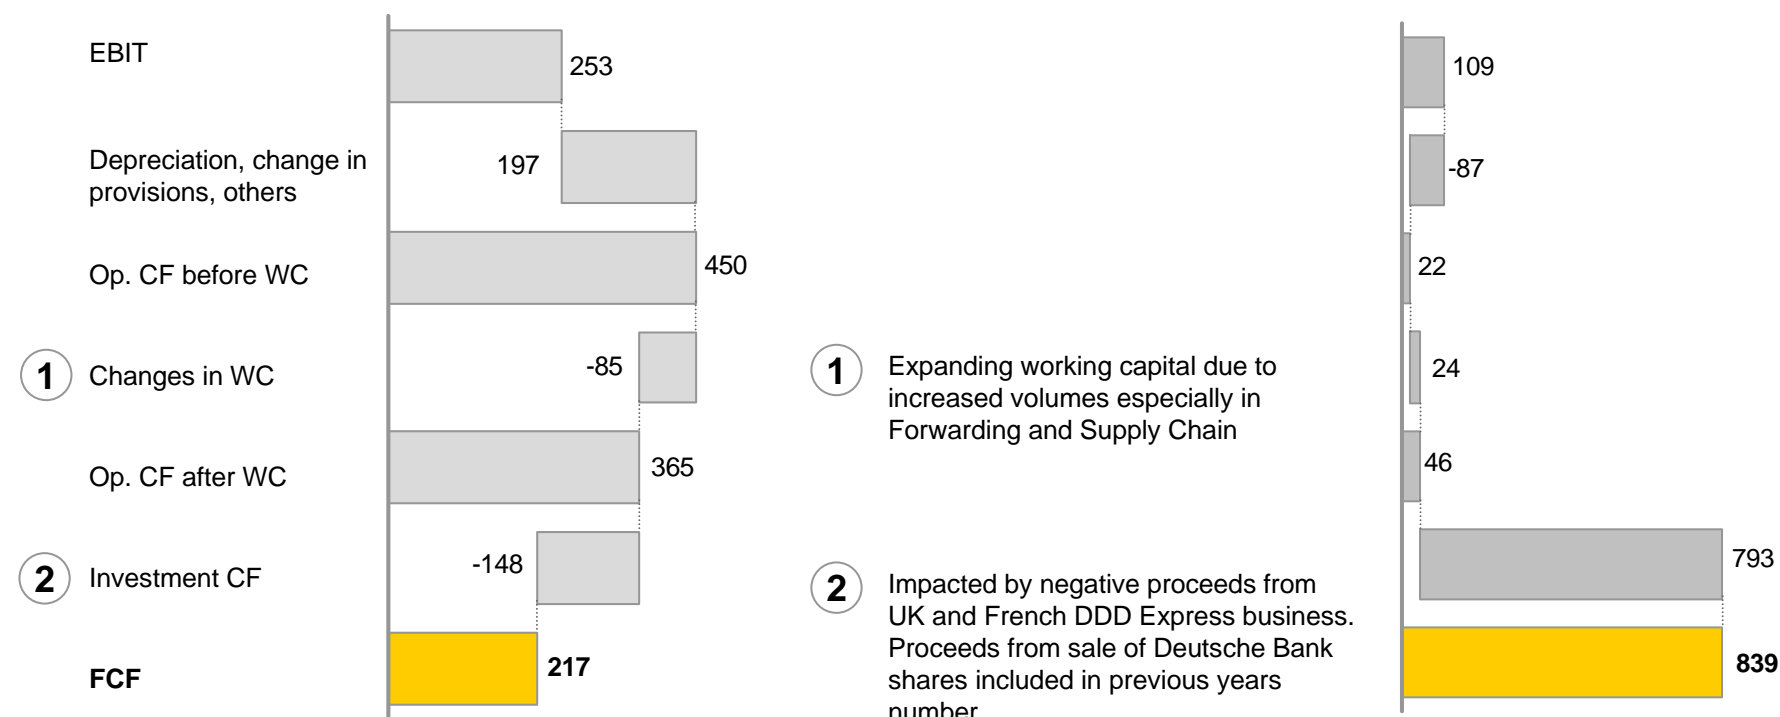 EBIT
253
109
Depreciation, change in
provisions, others
197
-87
Op. CF before WC
450
22
1
Changes in WC
-85
1
Expanding working capital due to
increased volumes especially in
Forwarding and Supply Chain
24
Op. CF after WC
365
46
2
Investment CF
-148
2
Impacted by negative proceeds from
UK and French DDD Express business.
Proceeds from sale of Deutsche Bank
shares included in previous years
number
793
FCF
217
839